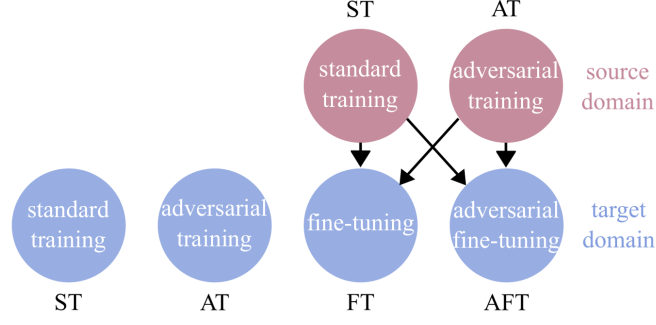 ST
AT
standard
training
adversarial
training
source
domain
standard
training
adversarial
training
fine-tuning
adversarial
fine-tuning
target
domain
ST
AT
FT
AFT